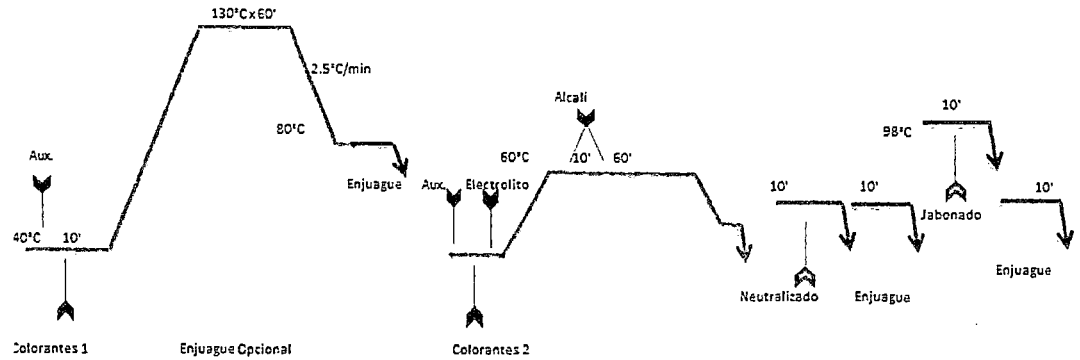 130°Cx60'
2.5°C/min
80°C
Enjuague
Aux.
40°C 10'
Colorantes 1
Enjuague Opcional
Aux. Electrolito
60°C 10' 60'
Alcali
Colorantes 2
10'
Neutralizado
10'
Enjuague
10'
98°C
Jabonado
10'
Enjuague